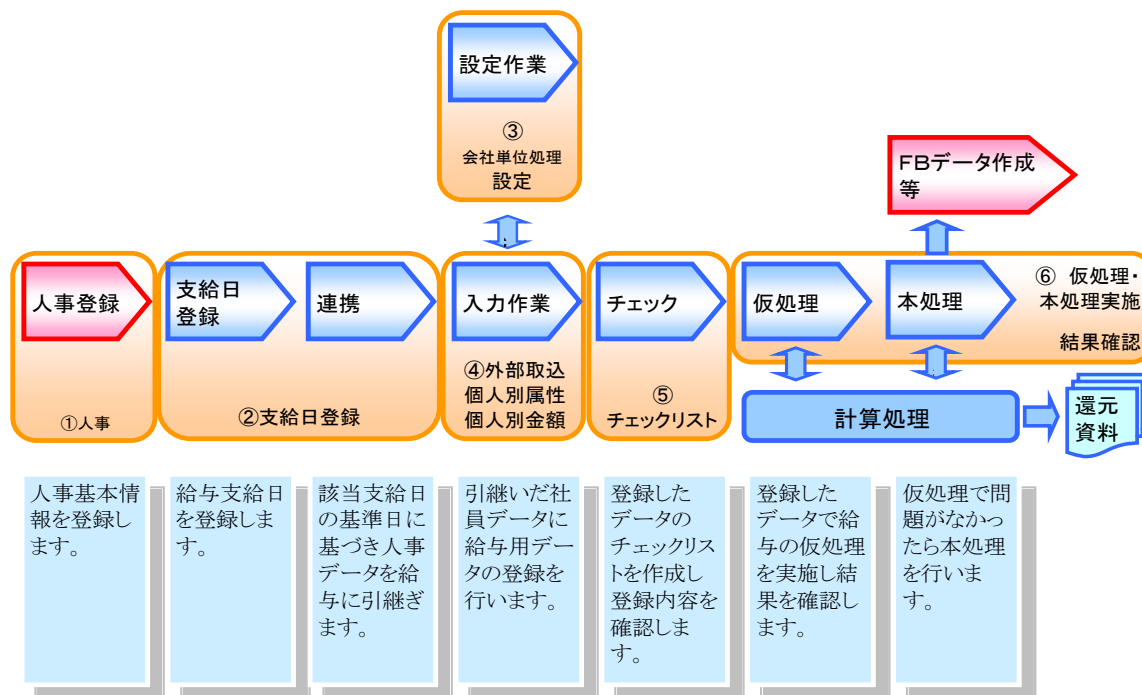 設定作業
③
会社単位処理
設定
FBデータ作成
等
人事登録
①人事
支給日
登録
連携
②支給日登録
入力作業
④外部取込
個人別属性
個人別金額
チェック
⑤
チェックリスト
仮処理
本処理
⑥ 仮処理・
本処理実施
結果確認
計算処理
還元
資料
人事基本情
報を登録し
ます。
給与支給日
を登録しま
す。
該当支給日
の基準日に
基づき人事
データを給
与に引継ぎ
ます。
引継いだ社
員データに
給与用デー
タの登録を
行います。
登録した
データの
チェックリス
トを作成し
登録内容を
確認しま
す。
登録した
データで給
与の仮処理
を実施し結
果を確認し
ます。
仮処理で問
題がなかっ
たら本処理
を行いま
す。